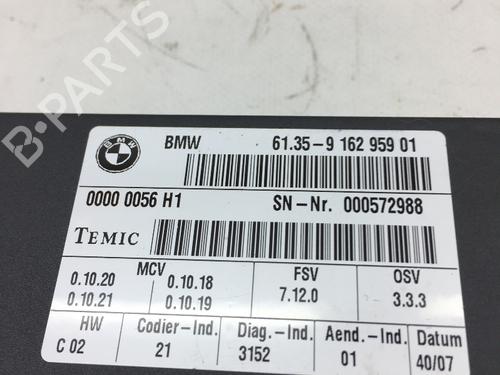 B-PARTS
BMW
BMW 61.35-9 162 959 01
0000 0056 H1 SN-Nr. 000572988
TEMIC
MCV FSV OSV
0.10.20 0.10.18 7.12.0 3.3.3
0.10.21 0.10.19
HW Codier-Ind. Diag.-Ind. Aend.-Ind. Datum
C 02 21 3152 01 40/07